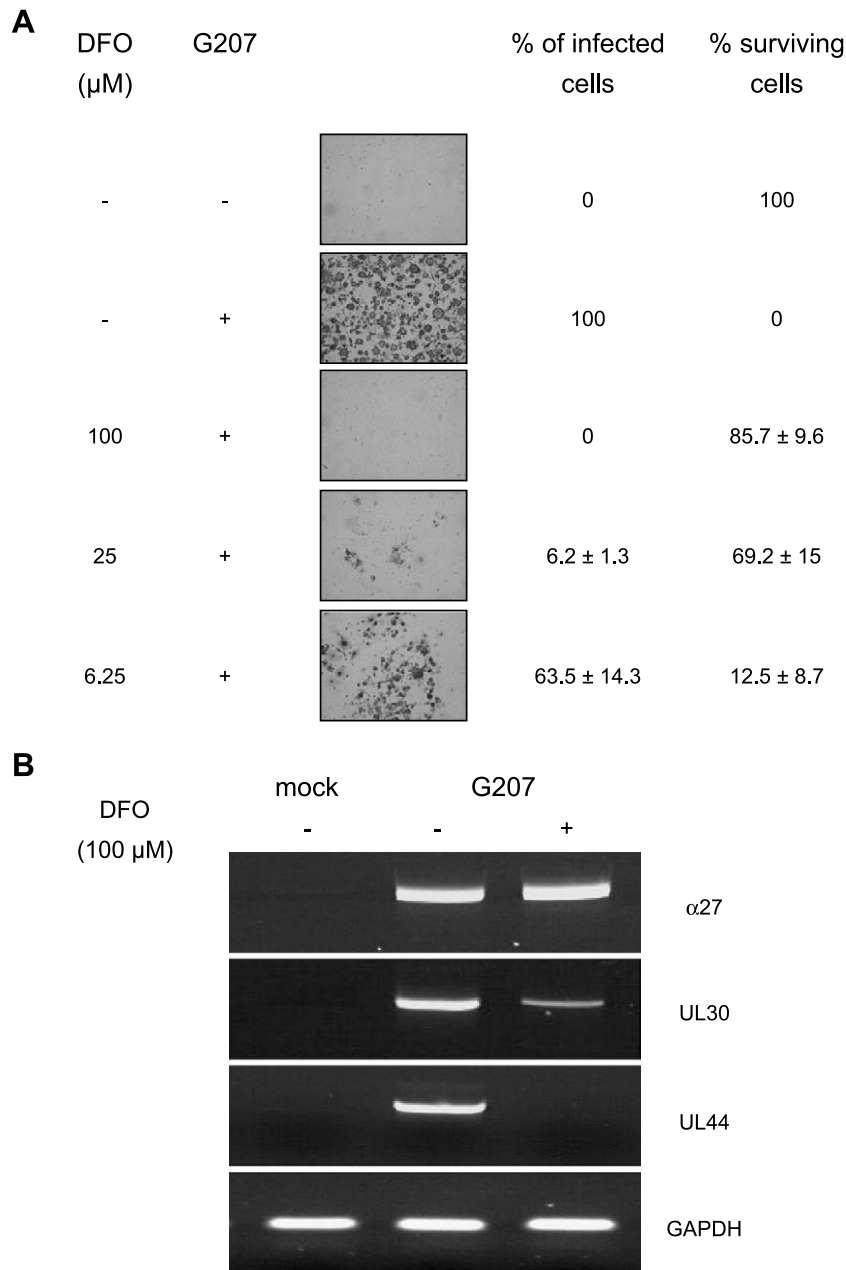 A
DFO G207 % of infected % surviving
(µM) cells cells
- - 0 100
- + 100 0
100 + 0 85.7 ± 9.6
25 + 6.2 ± 1.3 69.2 ± 15
6.25 + 63.5 ± 14.3 12.5 ± 8.7
B
mock G207
DFO
(100 µM) - - +
α27
UL30
UL44
GAPDH